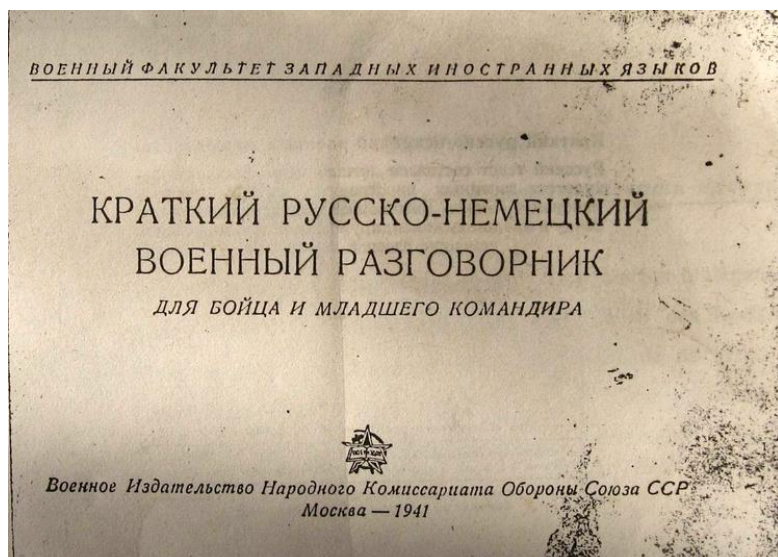 ВОЕННЫЙ ФАКУЛЬТЕТ ЗАПАДНЫХ ИНОСТРАННЫХ ЯЗЫКОВ
КРАТКИЙ РУССКО-НЕМЕЦКИЙ
ВОЕННЫЙ РАЗГОВОРНИК
ДЛЯ БОЙЦА И МЛАДШЕГО КОМАНДИРА
Военное Издательство Народного Комиссариата Обороны Союза ССР
Москва — 1941